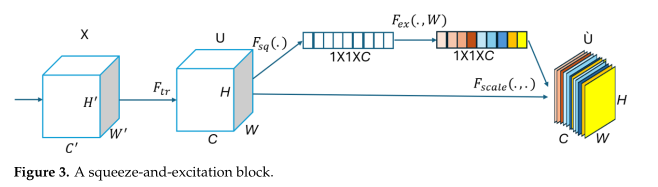 X
U
F_sq(.)
F_ex(.,W)
1X1XC
1X1XC
Ù
H′
F_tr
H
F_scale(.,.)
H
W′
C′
C
W
C
W
Figure 3. A squeeze-and-excitation block.